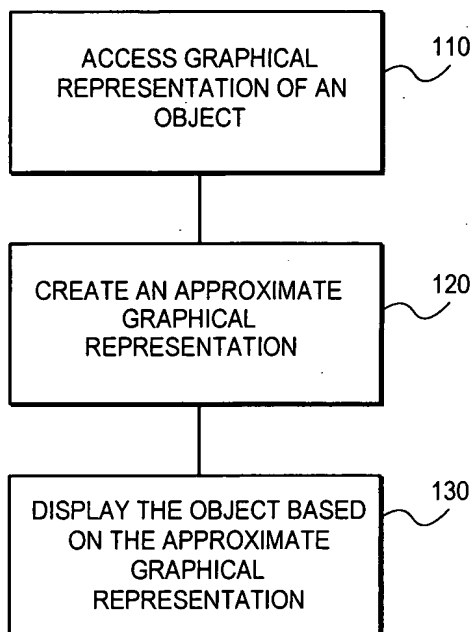 ACCESS GRAPHICAL
REPRESENTATION OF AN
OBJECT
110
CREATE AN APPROXIMATE
GRAPHICAL
REPRESENTATION
120
DISPLAY THE OBJECT BASED
ON THE APPROXIMATE
GRAPHICAL
REPRESENTATION
130